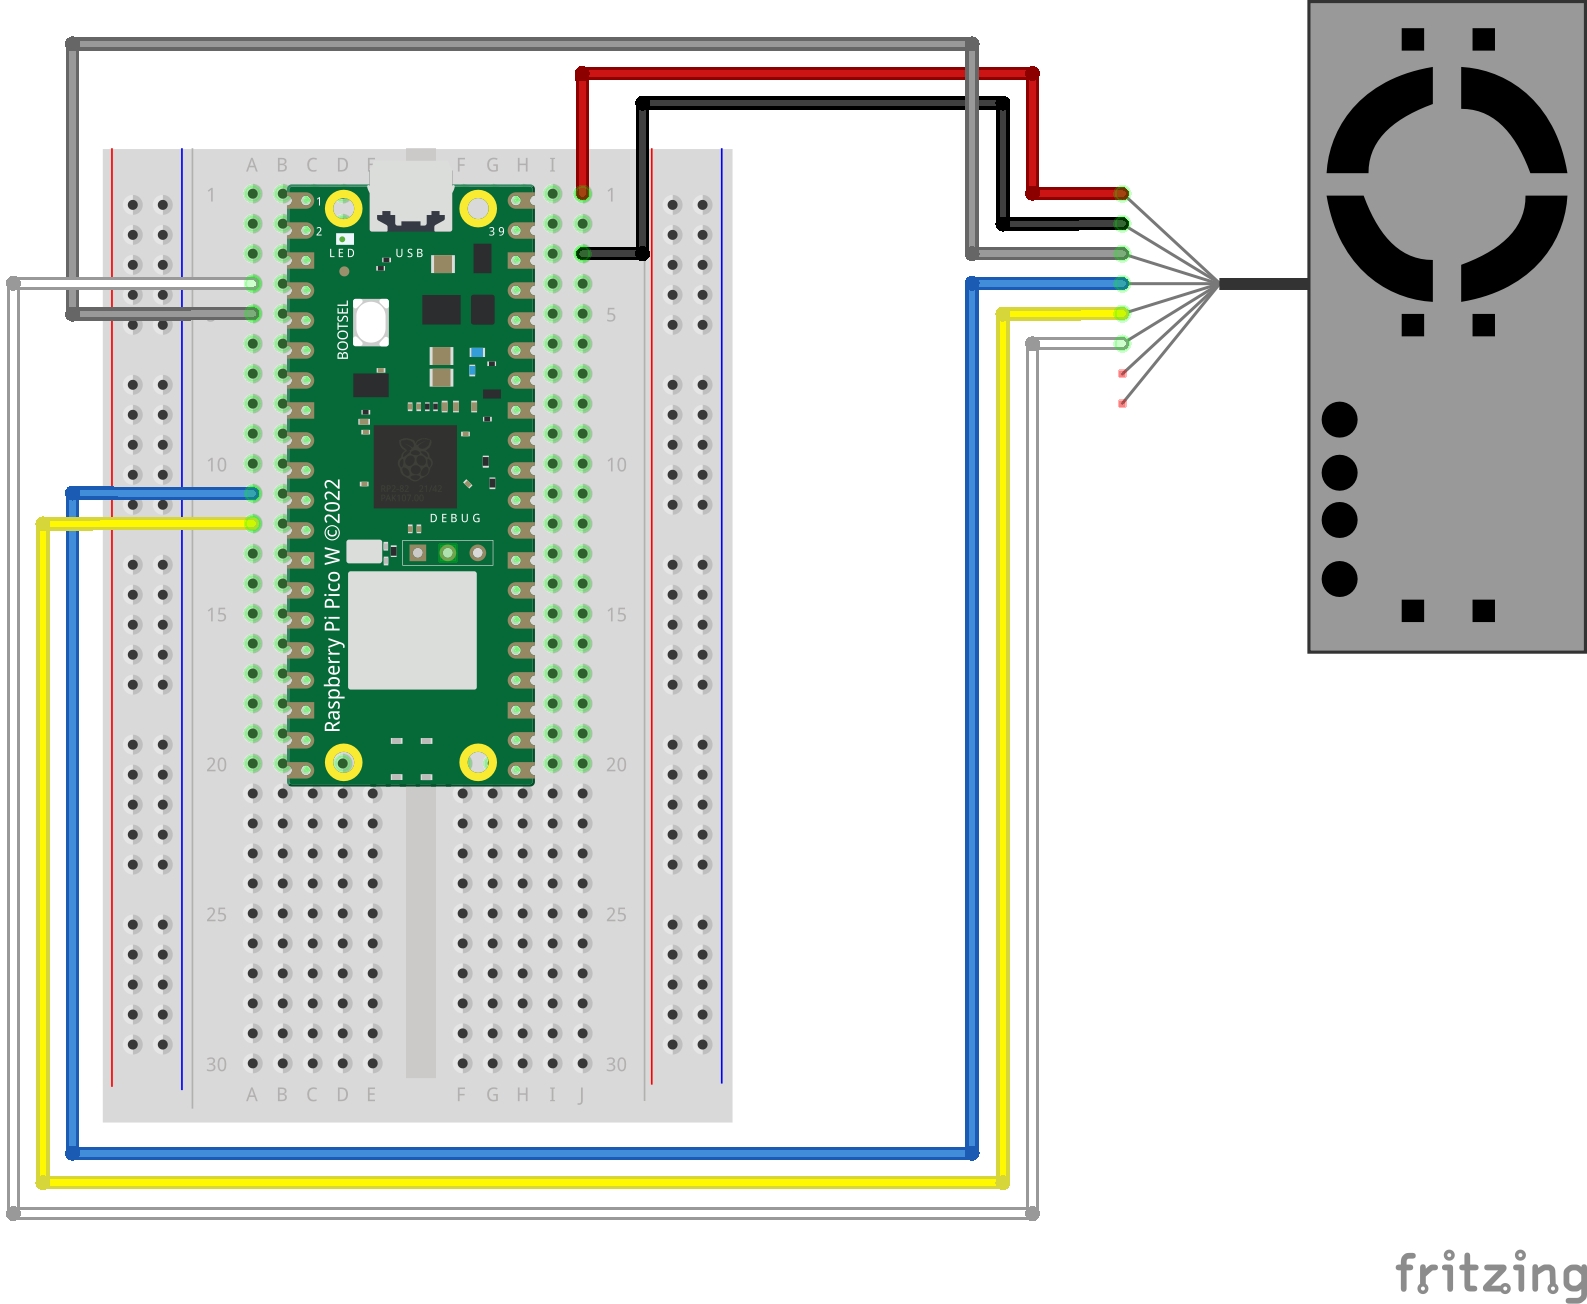 A B C D F G H I
1 1
1
2 39
LED USB
BOOTSEL
5
10 10
DEBUG
Raspberry Pi Pico W ©2022
15 15
20 20
25 25
30 30
A B C D E F G H I J
fritzing